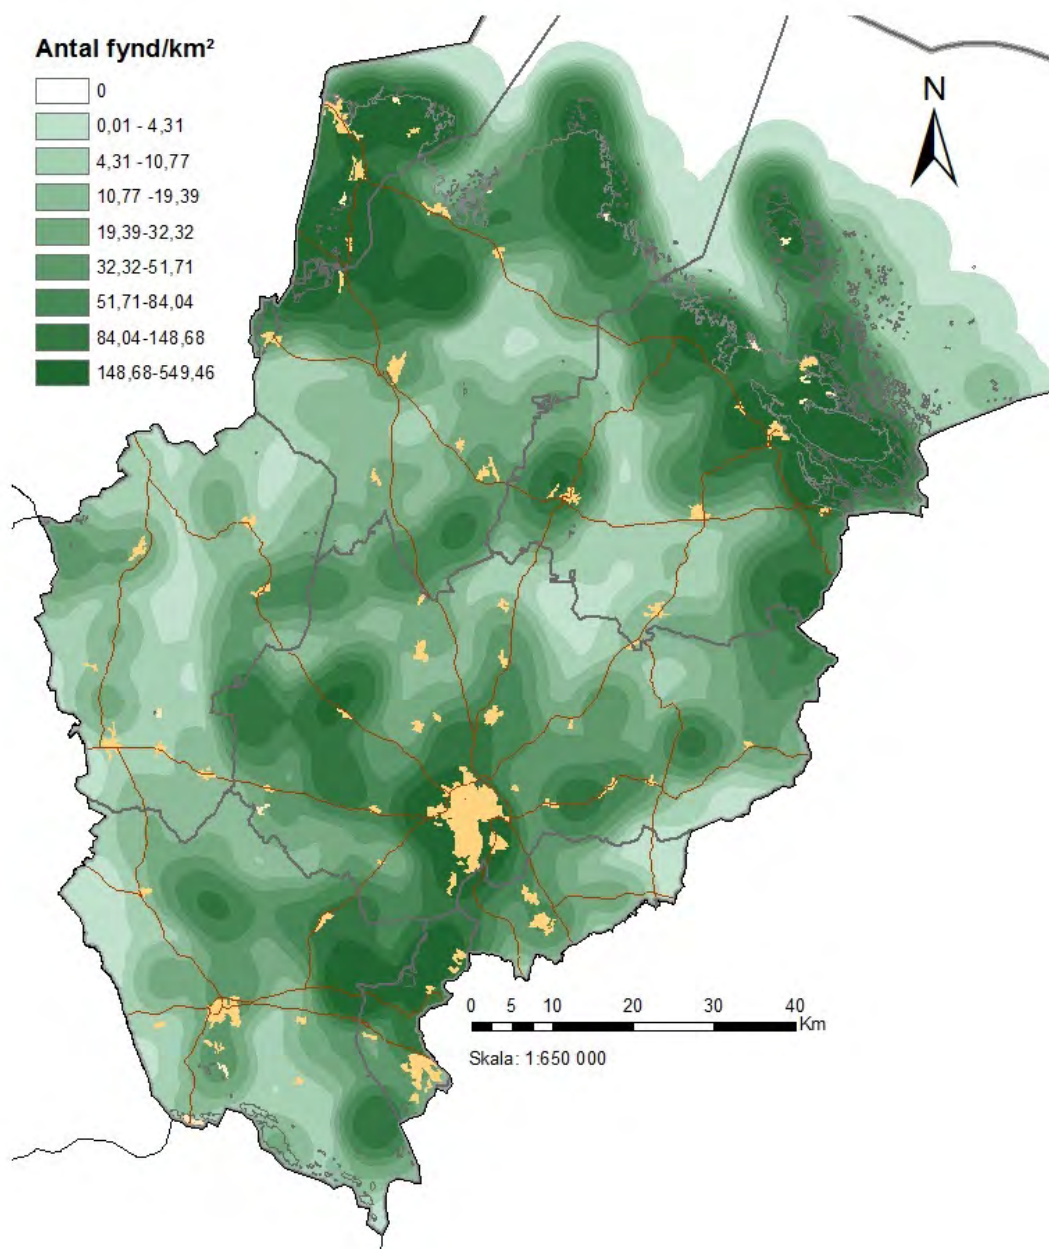 Antal fynd/km²
0
0,01 - 4,31
4,31 - 10,77
10,77 -19,39
19,39-32,32
32,32-51,71
51,71-84,04
84,04-148,68
148,68-549,46
N
0 5 10 20 30 40
Km
Skala: 1:650 000